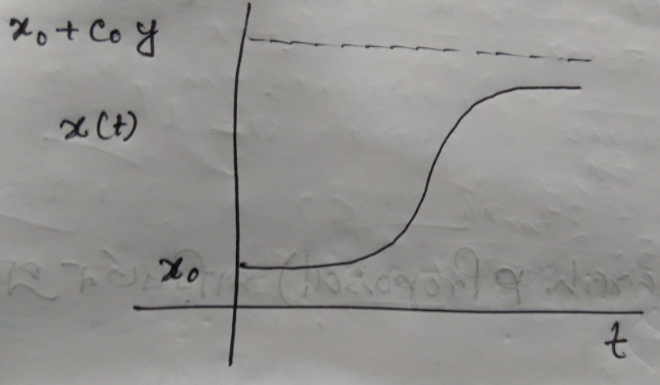 x₀ + C₀ y
x(t)
x₀
t